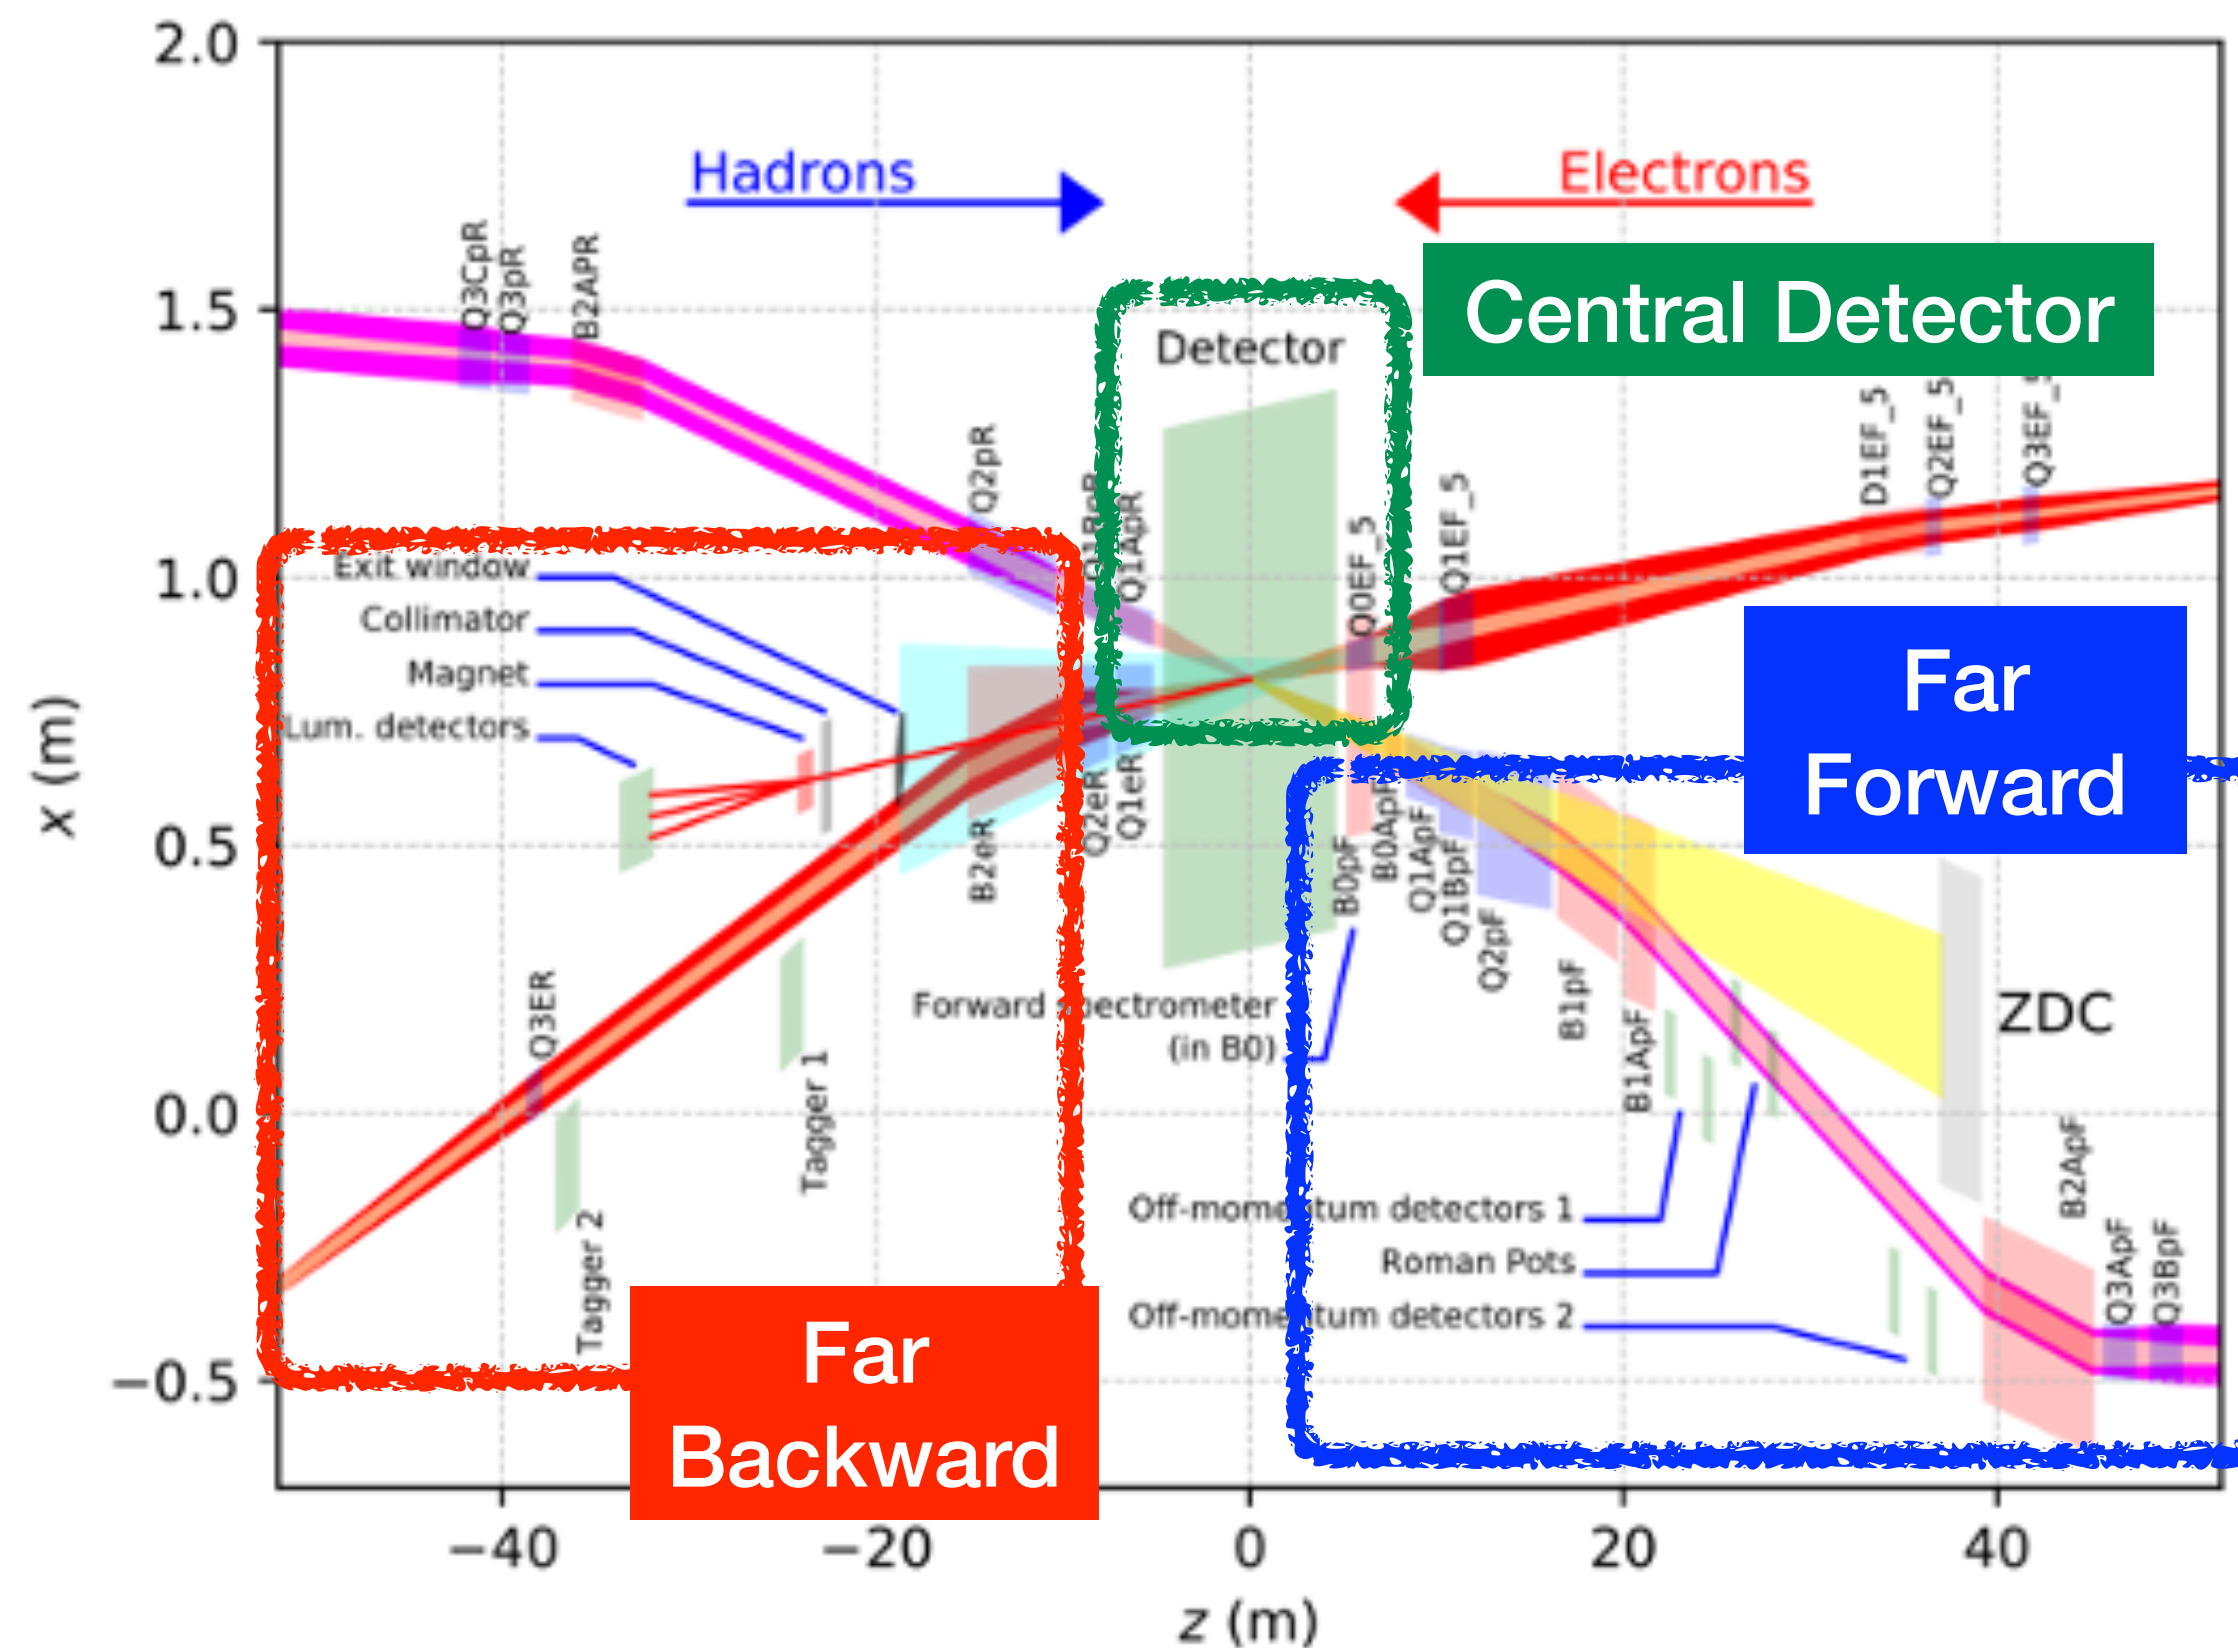 2.0
1.5
1.0
0.5
0.0
−0.5
x (m)
−40
−20
0
20
40
z (m)
Hadrons
Electrons
Central Detector
Detector
Q3CpR
Q3pR
B2APR
Q2pR
Q1ApR
Q0EF_5
Q1EF_5
D1EF_5
Q2EF_5
Q3EF_5
Exit window
Collimator
Magnet
Lum. detectors
Far
Forward
B2eR
Q2eR
Q1eR
B0pF
B0ApF
Q1ApF
Q1BpF
Q2pF
B1pF
B1ApF
Q3ER
Tagger 1
Tagger 2
Forward spectrometer
(in B0)
ZDC
Off-momentum detectors 1
Roman Pots
Off-momentum detectors 2
B2ApF
Q3ApF
Q3BpF
Far
Backward